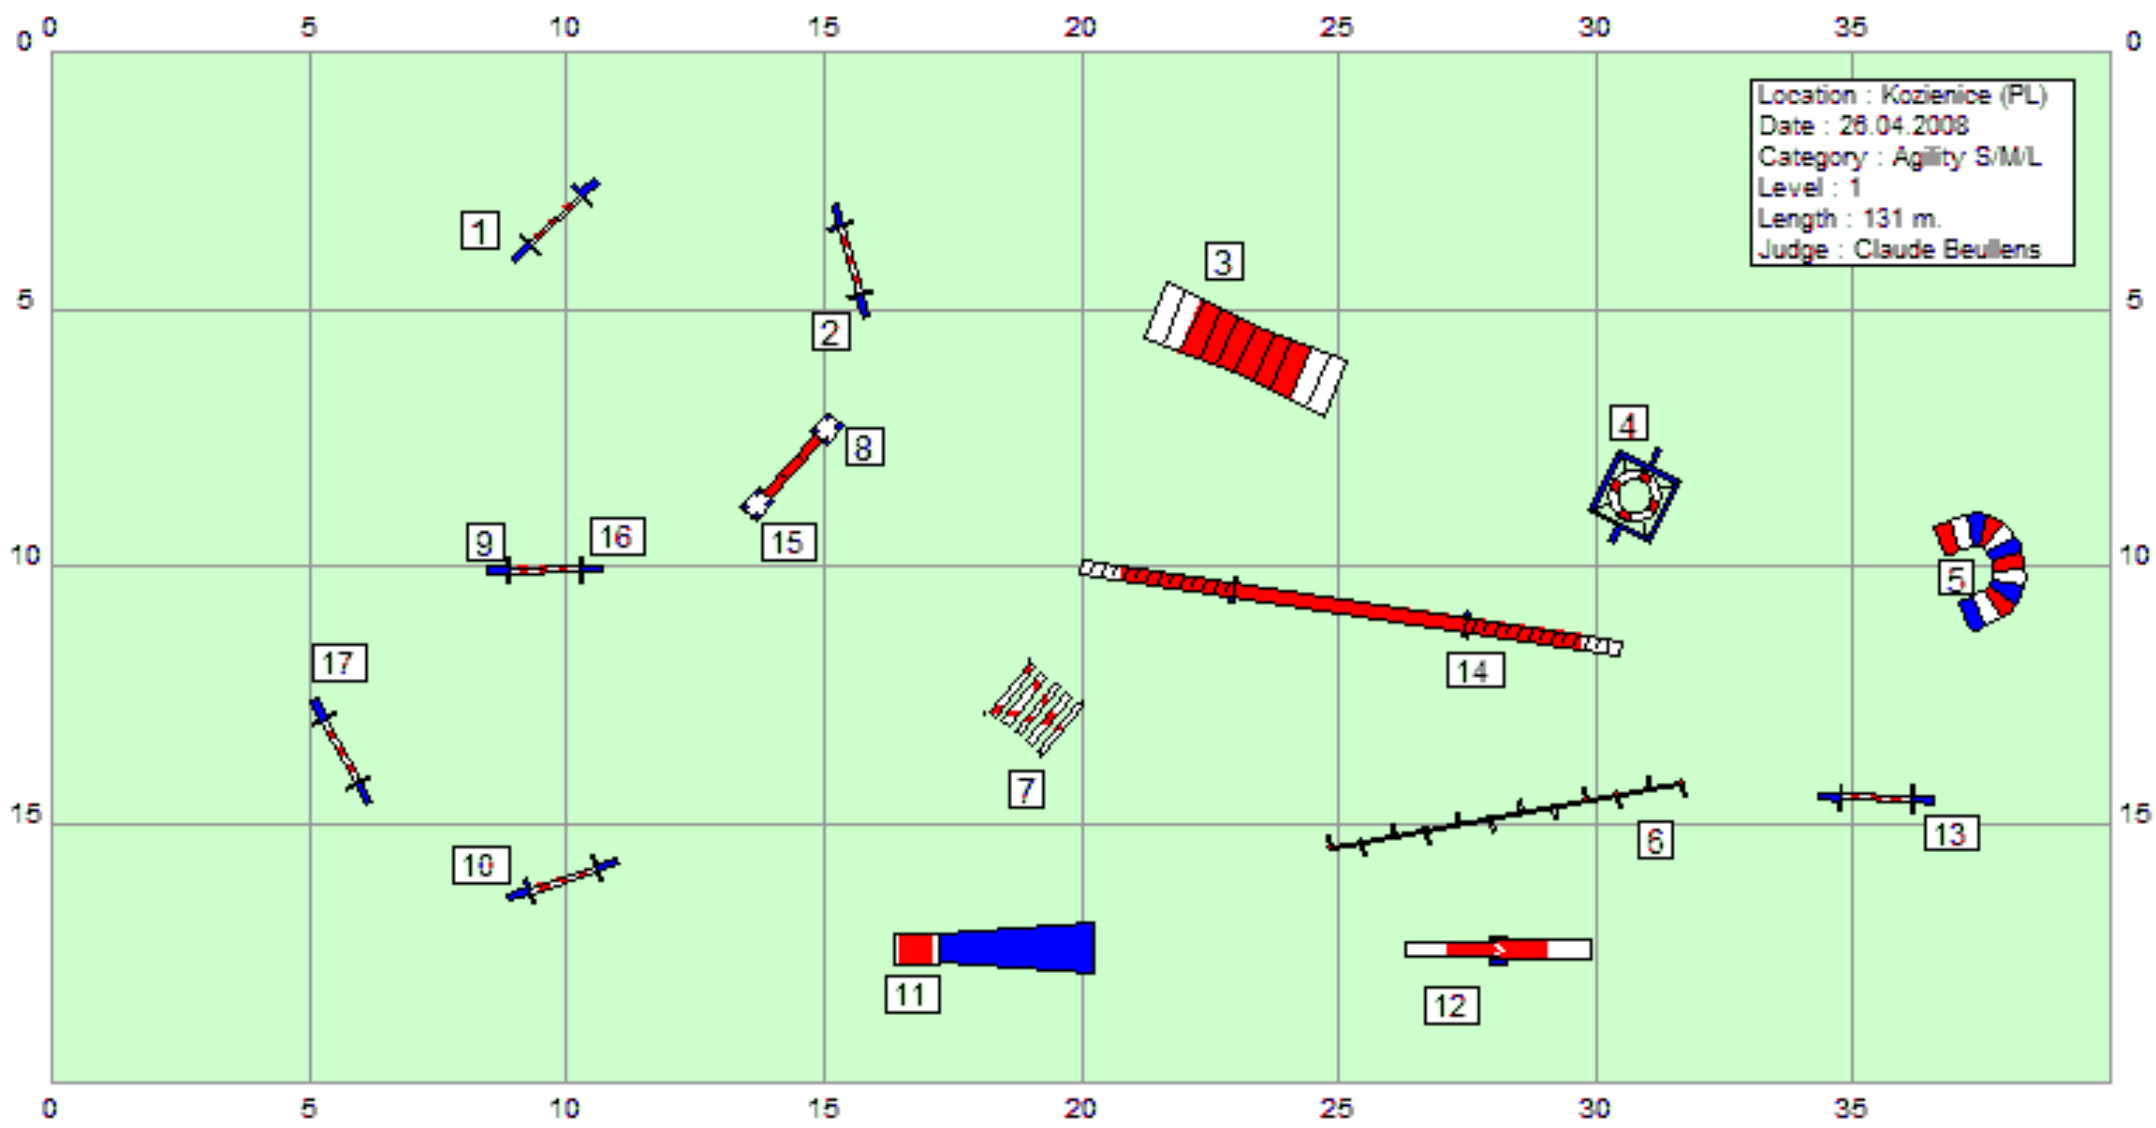 0 5 10 15 20 25 30 35
0 0
Location : Kozienice (PL)
Date : 26.04.2008
Category : Agility S/M/L
Level : 1
Length : 131 m.
Judge : Claude Beullens
1
3
5 5
2
4
8
9 16 15
10 10
5
17
14
7
15 15
6 13
10
11 12
0 5 10 15 20 25 30 35